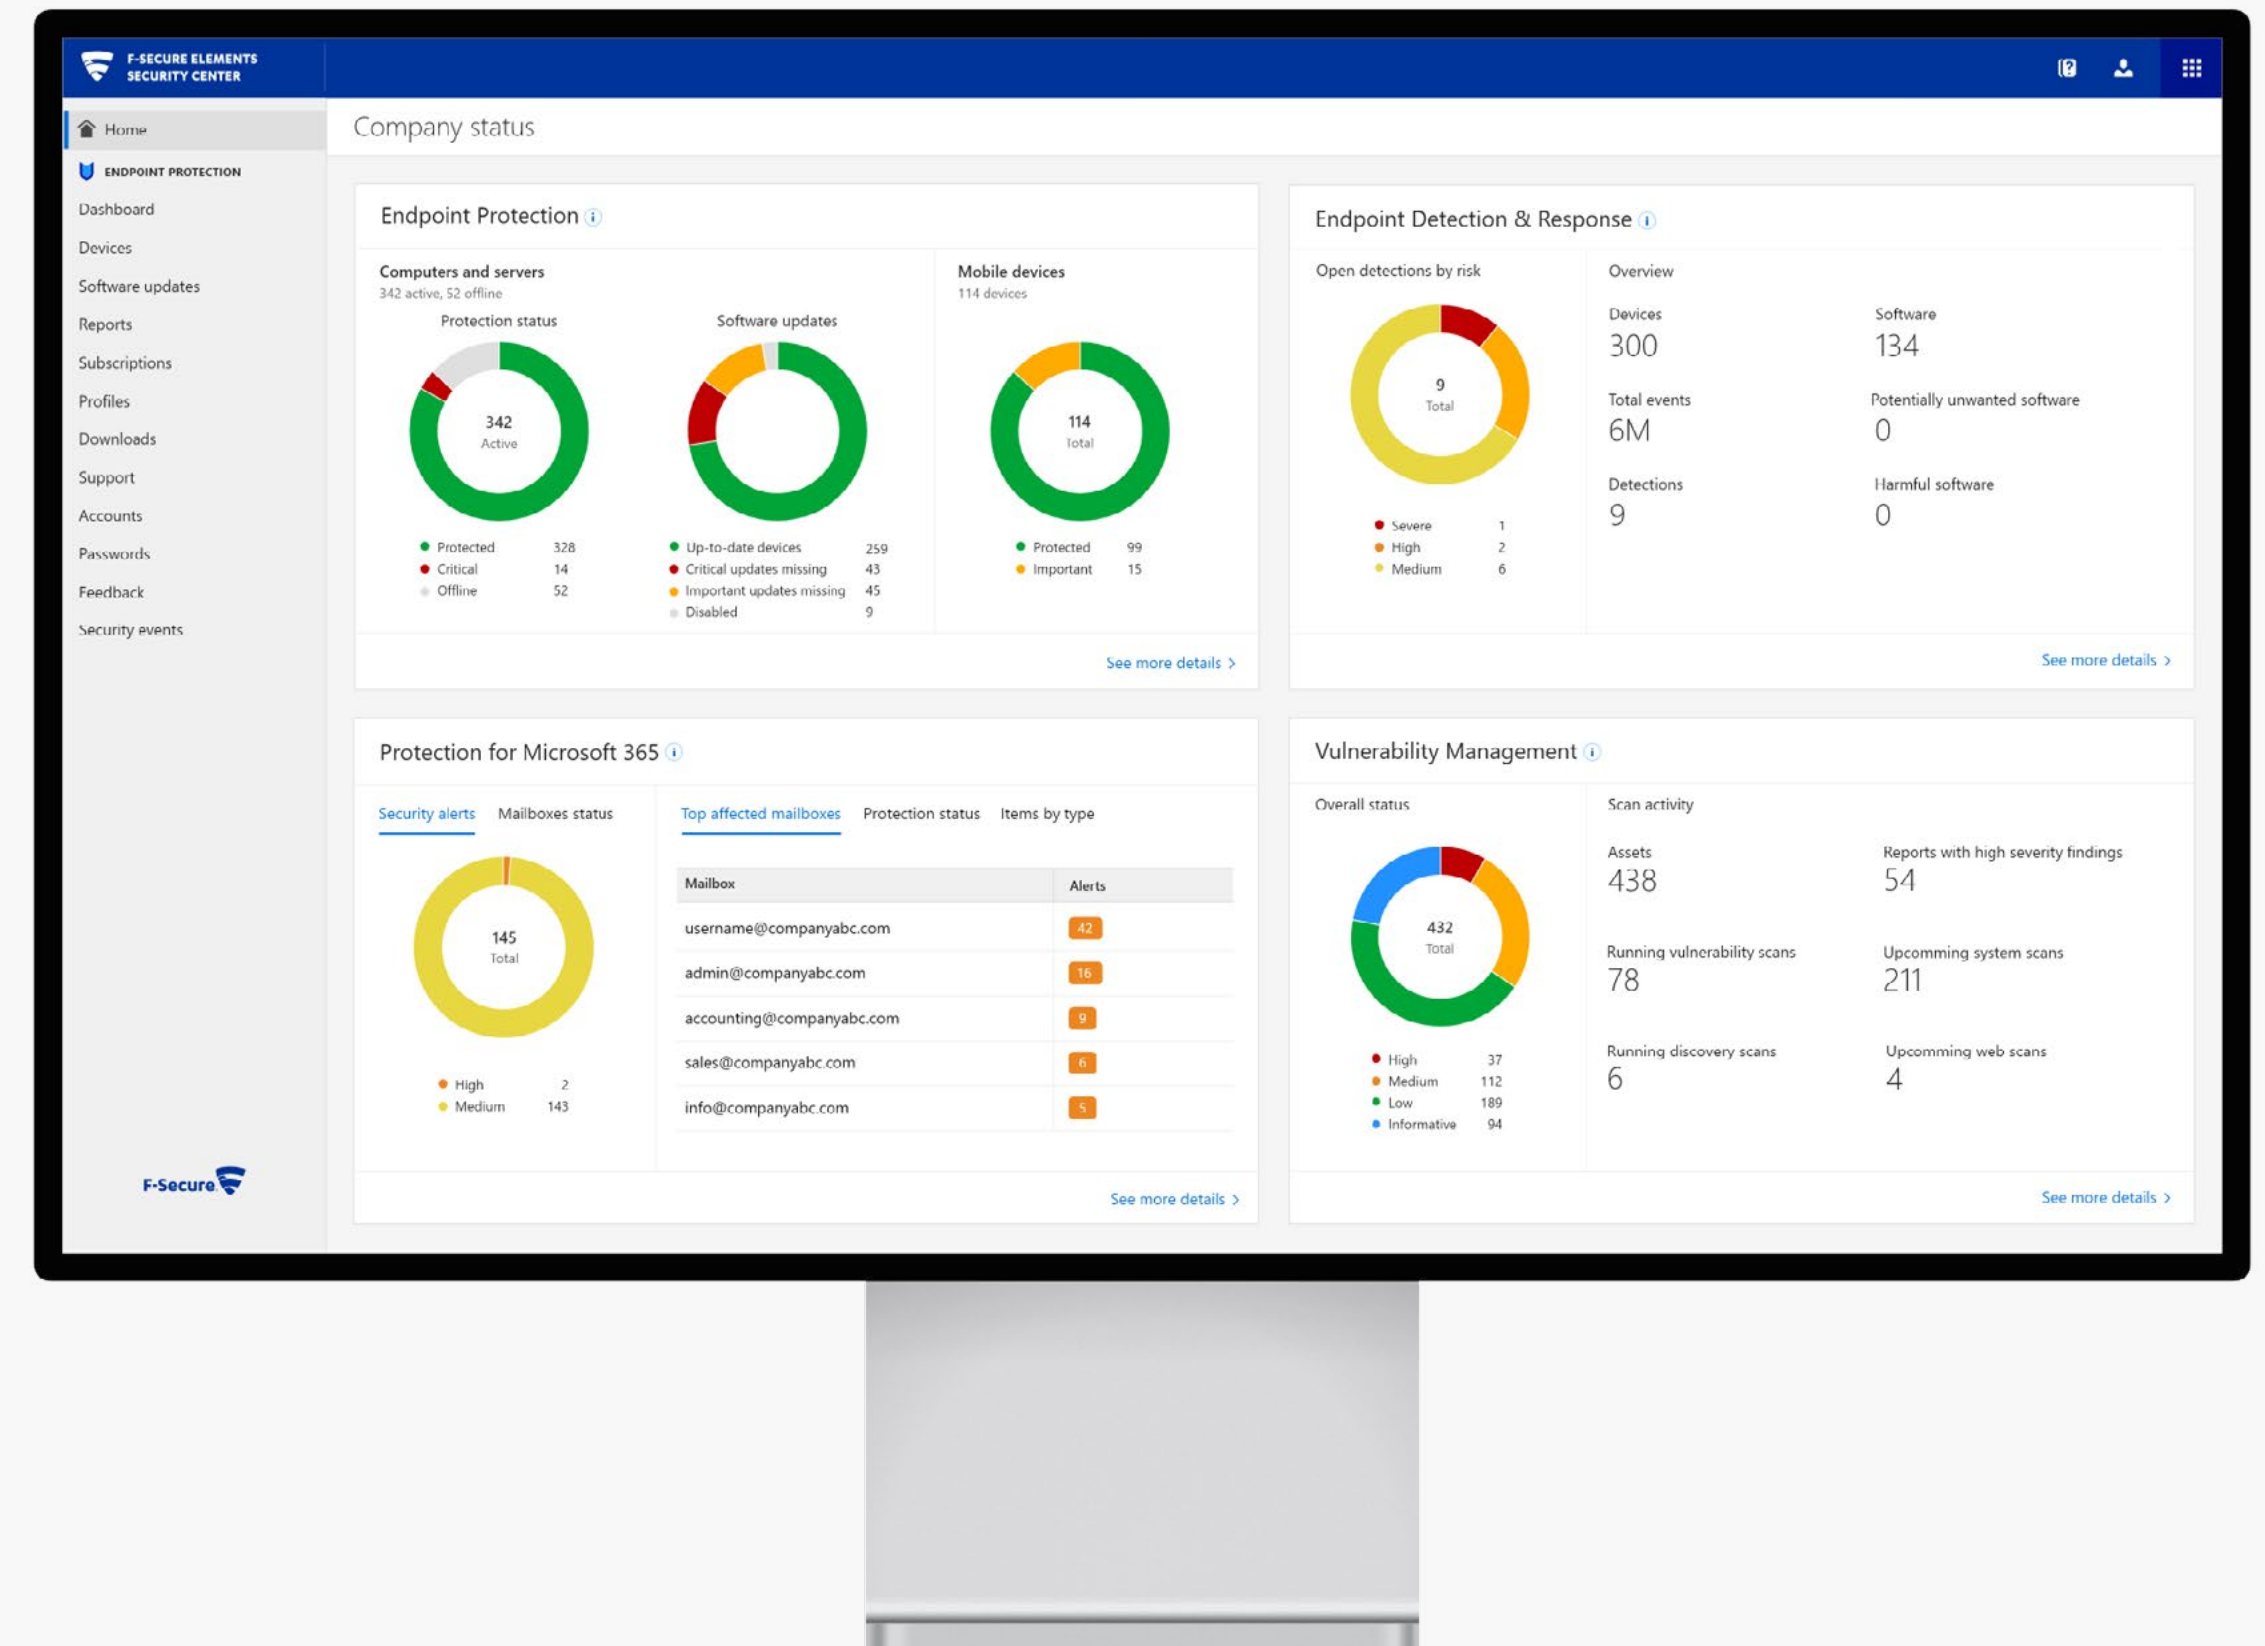 F-SECURE ELEMENTS
SECURITY CENTER
Home
ENDPOINT PROTECTION
Dashboard
Devices
Software updates
Reports
Subscriptions
Profiles
Downloads
Support
Accounts
Passwords
Feedback
Security events
F-Secure
Company status
Endpoint Protection
Computers and servers
342 active, 52 offline
Protection status
342
Active
Protected 328
Critical 14
Offline 52
Software updates
Up-to-date devices 259
Critical updates missing 43
Important updates missing 45
Disabled 9
Mobile devices
114 devices
114
Total
Protected 99
Important 15
See more details >
Endpoint Detection & Response
Open detections by risk
9
Total
Severe 1
High 2
Medium 6
Overview
Devices
300
Software
134
Total events
6M
Potentially unwanted software
0
Detections
9
Harmful software
0
See more details >
Protection for Microsoft 365
Security alerts Mailboxes status
145
Total
High 2
Medium 143
Top affected mailboxes Protection status Items by type
Mailbox Alerts
username@companyabc.com 42
admin@companyabc.com 16
accounting@companyabc.com 9
sales@companyabc.com 6
info@companyabc.com 5
See more details >
Vulnerability Management
Overall status
432
Total
High 37
Medium 112
Low 189
Informative 94
Scan activity
Assets
438
Reports with high severity findings
54
Running vulnerability scans
78
Upcomming system scans
211
Running discovery scans
6
Upcomming web scans
4
See more details >